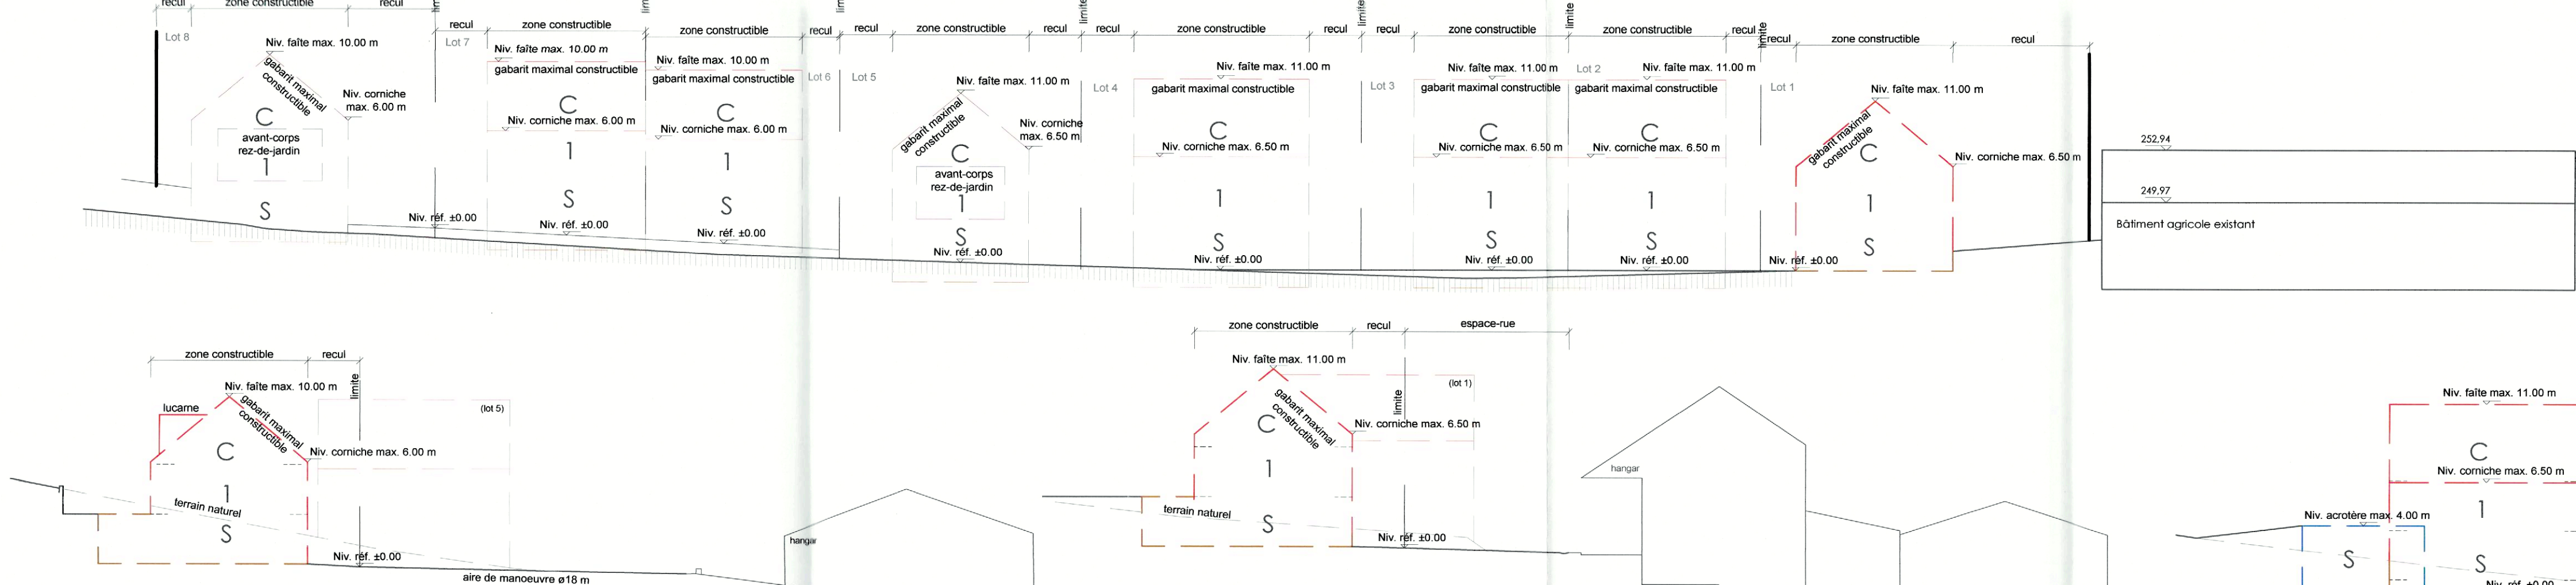 recul
zone constructible
recul
lim
lim
lim
limite
limite
limite
limite
recul
zone constructible
zone constructible
recul
recul
zone constructible
recul
recul
zone constructible
recul
recul
zone constructible
zone constructible
recul
recul
zone constructible
recul
Lot 8
Niv. faîte max. 10.00 m
gabarit maximal
constructible
Niv. corniche
max. 6.00 m
C
avant-corps
rez-de-jardin
1
S
Lot 7
Niv. faîte max. 10.00 m
gabarit maximal constructible
C
Niv. corniche max. 6.00 m
1
S
Niv. réf. ±0.00
Niv. réf. ±0.00
Niv. faîte max. 10.00 m
gabarit maximal constructible
C
Niv. corniche max. 6.00 m
1
S
Niv. réf. ±0.00
Lot 6
Lot 5
Niv. faîte max. 11.00 m
gabarit maximal
constructible
Niv. corniche
max. 6.50 m
C
avant-corps
rez-de-jardin
1
S
Niv. réf. ±0.00
Lot 4
Niv. faîte max. 11.00 m
gabarit maximal constructible
C
Niv. corniche max. 6.50 m
1
S
Niv. réf. ±0.00
Lot 3
Niv. faîte max. 11.00 m
gabarit maximal constructible
C
Niv. corniche max. 6.50 m
1
S
Niv. réf. ±0.00
Lot 2
Niv. faîte max. 11.00 m
gabarit maximal constructible
C
Niv. corniche max. 6.50 m
1
S
Niv. réf. ±0.00
Lot 1
Niv. faîte max. 11.00 m
gabarit maximal
constructible
C
Niv. corniche max. 6.50 m
1
S
Niv. réf. ±0.00
252,94
249,97
Bâtiment agricole existant
zone constructible
recul
limite
Niv. faîte max. 10.00 m
lucarne
gabarit maximal
constructible
(lot 5)
C
Niv. corniche max. 6.00 m
1
terrain naturel
S
Niv. réf. ±0.00
aire de manoeuvre ø18 m
hangar
zone constructible
recul
espace-rue
Niv. faîte max. 11.00 m
(lot 1)
limite
gabarit maximal
constructible
C
Niv. corniche max. 6.50 m
1
terrain naturel
S
Niv. réf. ±0.00
hangar
Niv. faîte max. 11.00 m
C
Niv. corniche max. 6.50 m
1
Niv. acrotère max. 4.00 m
S
S
Niv. réf. ±0.00